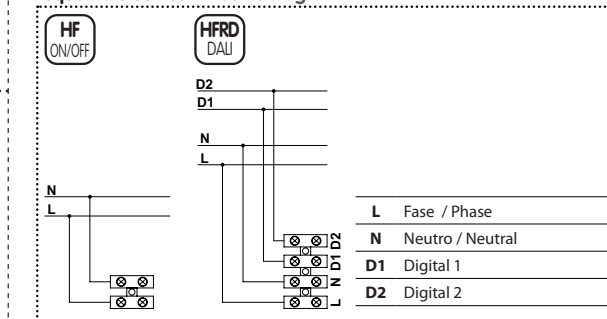 HF
ON/OFF
HFRD
DALI
D2
D1
N
L
N
L
D2
D1
N
L
L Fase / Phase
N Neutro / Neutral
D1 Digital 1
D2 Digital 2